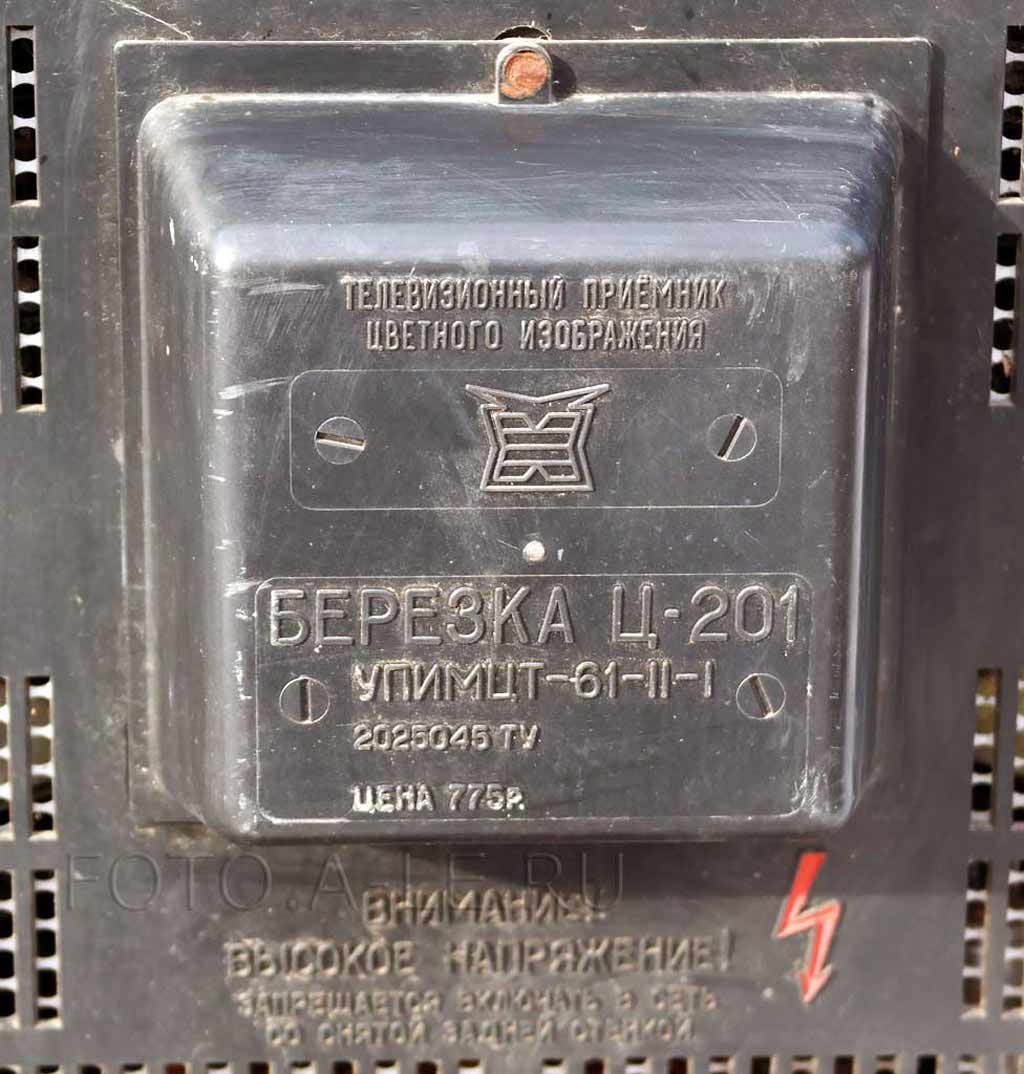 ТЕЛЕВИЗИОННЫЙ ПРИЁМНИК
ЦВЕТНОГО ИЗОБРАЖЕНИЯ
БЕРЕЗКА Ц-201
УПИМЦТ-61-II-I
2025045 ТУ
ЦЕНА 775Р.
FOTO.A-JE.RU
ВНИМАНИЕ!
ВЫСОКОЕ НАПРЯЖЕНИЕ!
ЗАПРЕЩАЕТСЯ ВКЛЮЧАТЬ В СЕТЬ
СО СНЯТОЙ ЗАДНЕЙ СТЕНКОЙ